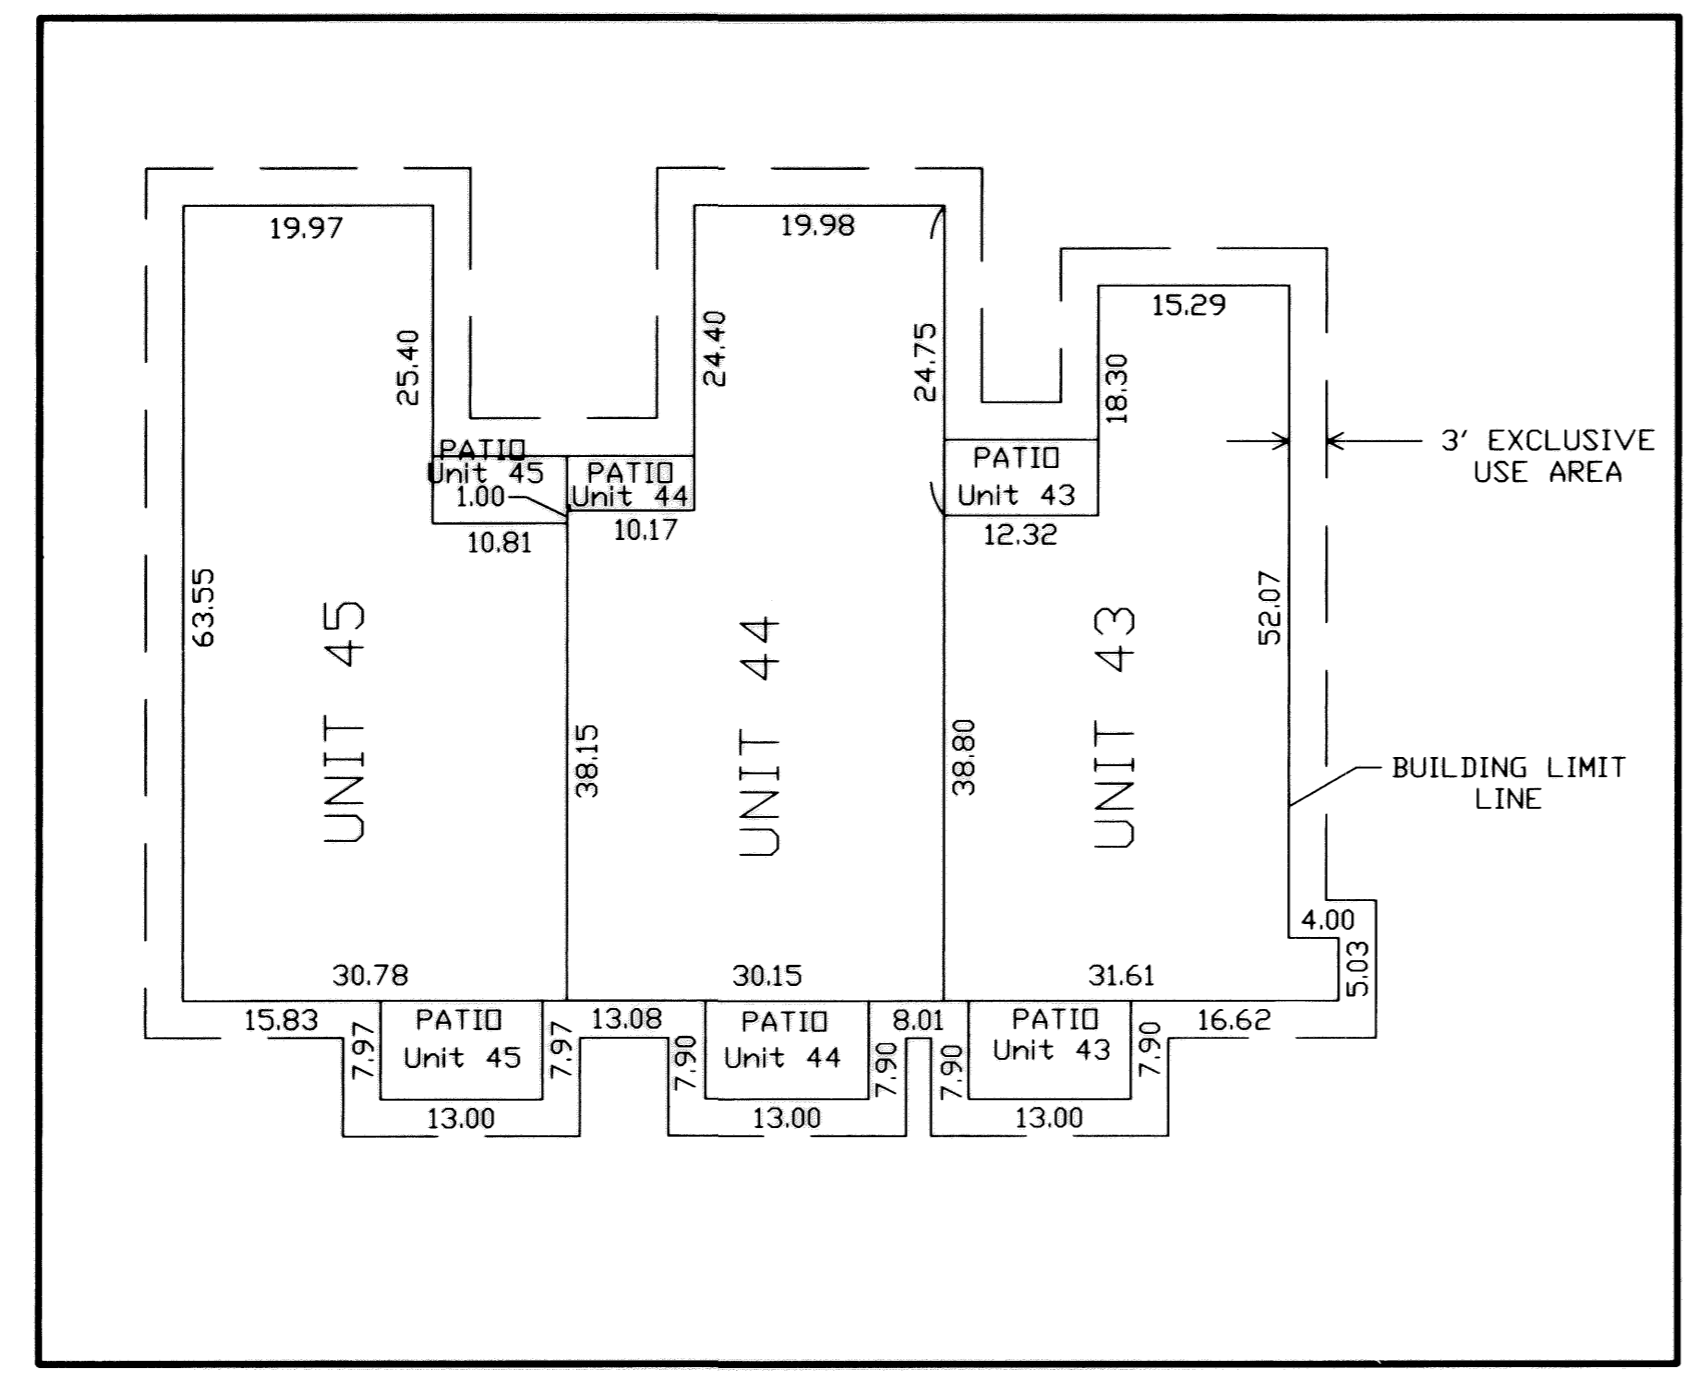 19.97
19.98
15.29
25.40
24.40
24.75
18.30
PATIO
Unit 45
1.00
PATIO
Unit 44
PATIO
Unit 43
3' EXCLUSIVE
USE AREA
10.81
10.17
12.32
63.55
UNIT 45
38.15
UNIT 44
38.80
UNIT 43
52.07
BUILDING LIMIT
LINE
4.00
5.03
30.78
30.15
31.61
15.83
7.97
PATIO
Unit 45
7.97
13.00
13.08
7.90
PATIO
Unit 44
7.90
13.00
8.01
7.90
PATIO
Unit 43
7.90
13.00
16.62